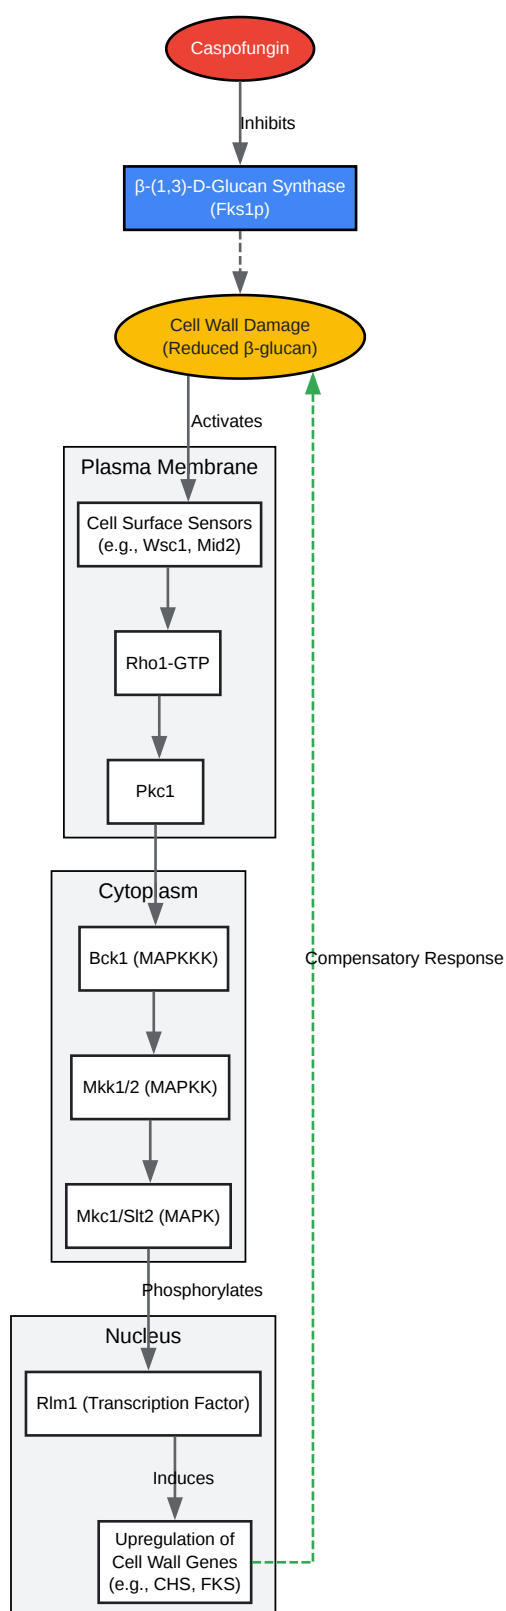 Caspofungin
Inhibits
β-(1,3)-D-Glucan Synthase
(Fks1p)
Cell Wall Damage
(Reduced β-glucan)
Activates
Plasma Membrane
Cell Surface Sensors
(e.g., Wsc1, Mid2)
Rho1-GTP
Pkc1
Cytoplasm
Bck1 (MAPKKK)
Compensatory Response
Mkk1/2 (MAPKK)
Mkc1/Slt2 (MAPK)
Phosphorylates
Nucleus
Rlm1 (Transcription Factor)
Induces
Upregulation of
Cell Wall Genes
(e.g., CHS, FKS)